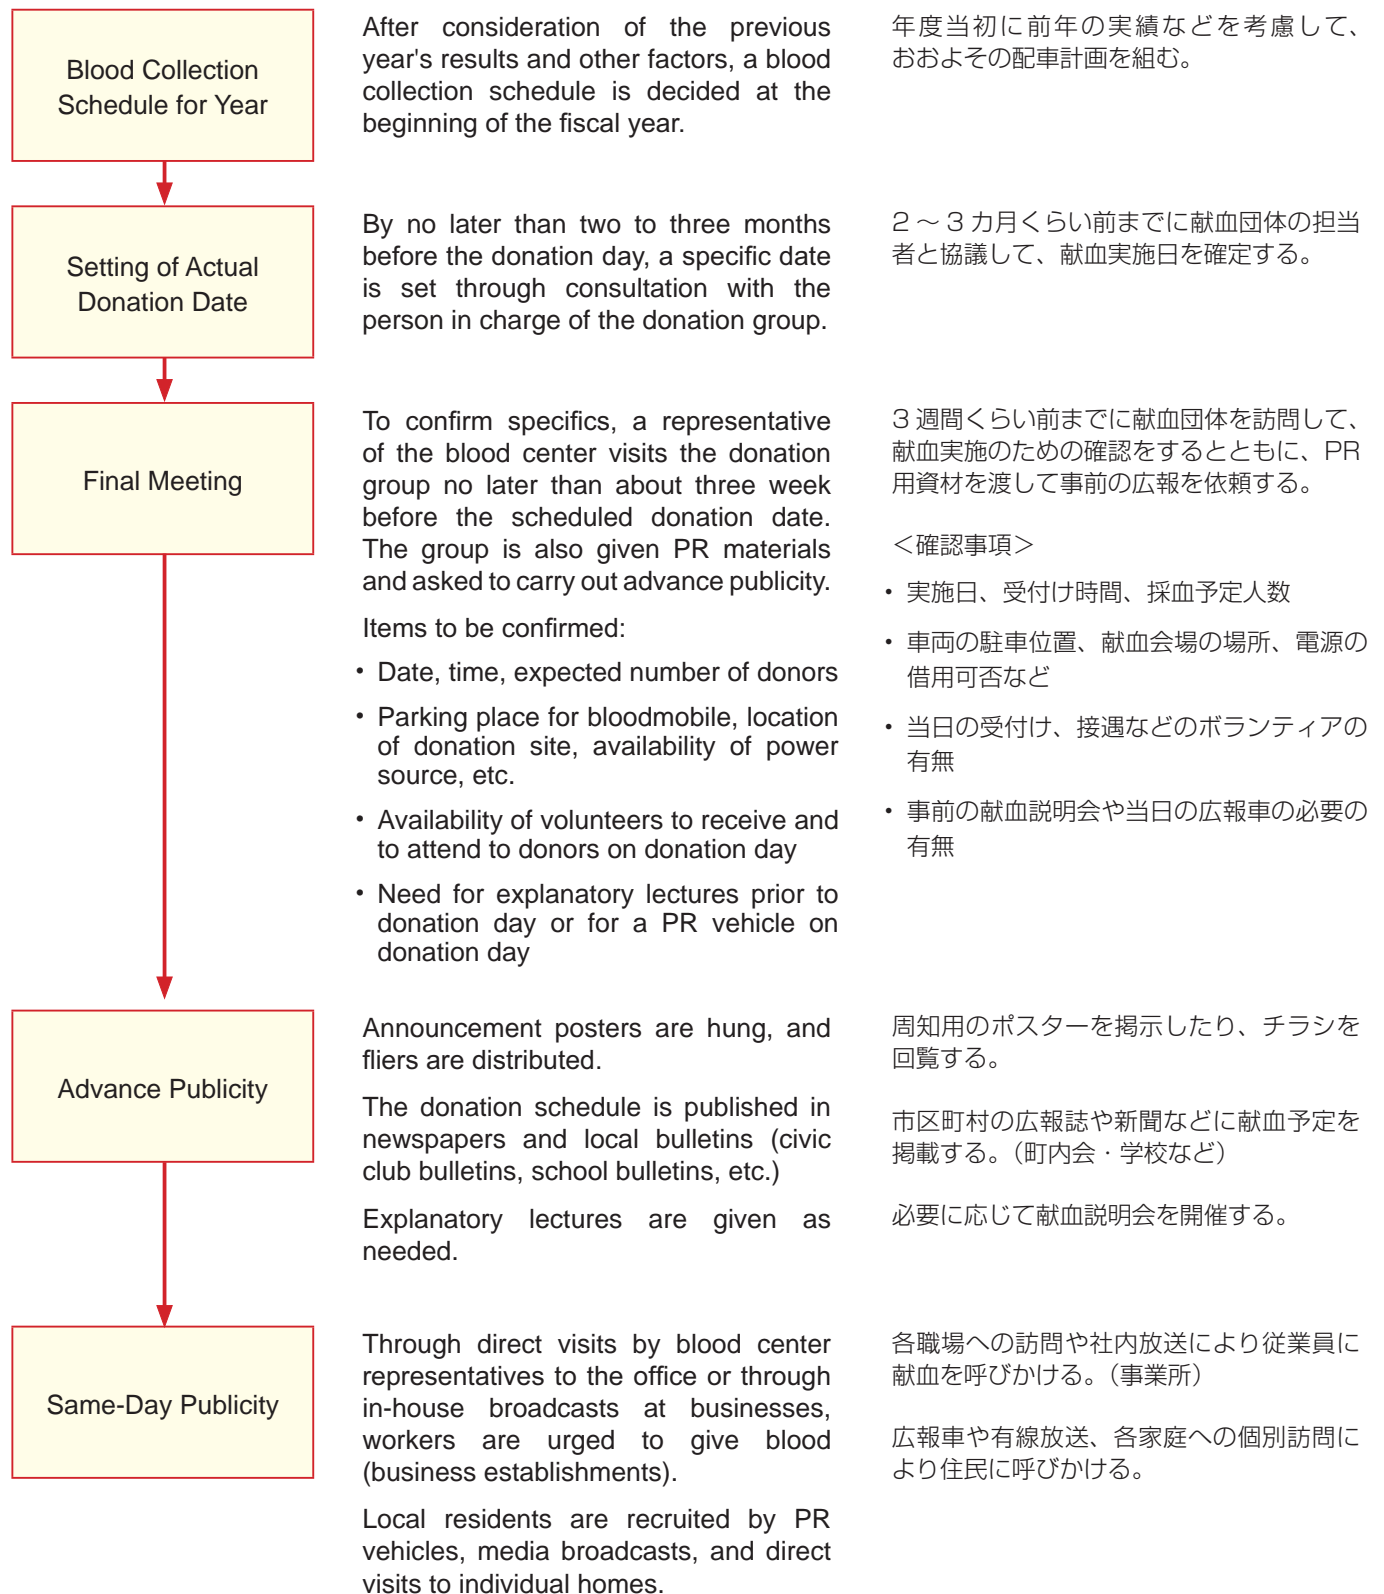 Blood Collection
Schedule for Year
After consideration of the previous
year's results and other factors, a blood
collection schedule is decided at the
beginning of the fiscal year.
年度当初に前年の実績などを考慮して、
おおよその配車計画を組む。
Setting of Actual
Donation Date
By no later than two to three months
before the donation day, a specific date
is set through consultation with the
person in charge of the donation group.
2 ～ 3 カ月くらい前までに献血団体の担当
者と協議して、献血実施日を確定する。
Final Meeting
To confirm specifics, a representative
of the blood center visits the donation
group no later than about three week
before the scheduled donation date.
The group is also given PR materials
and asked to carry out advance publicity.
Items to be confirmed:
・ Date, time, expected number of donors
・ Parking place for bloodmobile, location
of donation site, availability of power
source, etc.
・ Availability of volunteers to receive and
to attend to donors on donation day
・ Need for explanatory lectures prior to
donation day or for a PR vehicle on
donation day
3 週間くらい前までに献血団体を訪問して、
献血実施のための確認をするとともに、PR
用資材を渡して事前の広報を依頼する。
＜確認事項＞
・ 実施日、受付け時間、採血予定人数
・ 車両の駐車位置、献血会場の場所、電源の
借用可否など
・ 当日の受付け、接遇などのボランティアの
有無
・ 事前の献血説明会や当日の広報車の必要の
有無
Advance Publicity
Announcement posters are hung, and
fliers are distributed.
The donation schedule is published in
newspapers and local bulletins (civic
club bulletins, school bulletins, etc.)
Explanatory lectures are given as
needed.
周知用のポスターを掲示したり、チラシを
回覧する。
市区町村の広報誌や新聞などに献血予定を
掲載する。（町内会・学校など）
必要に応じて献血説明会を開催する。
Same-Day Publicity
Through direct visits by blood center
representatives to the office or through
in-house broadcasts at businesses,
workers are urged to give blood
(business establishments).
Local residents are recruited by PR
vehicles, media broadcasts, and direct
visits to individual homes.
各職場への訪問や社内放送により従業員に
献血を呼びかける。（事業所）
広報車や有線放送、各家庭への個別訪問に
より住民に呼びかける。